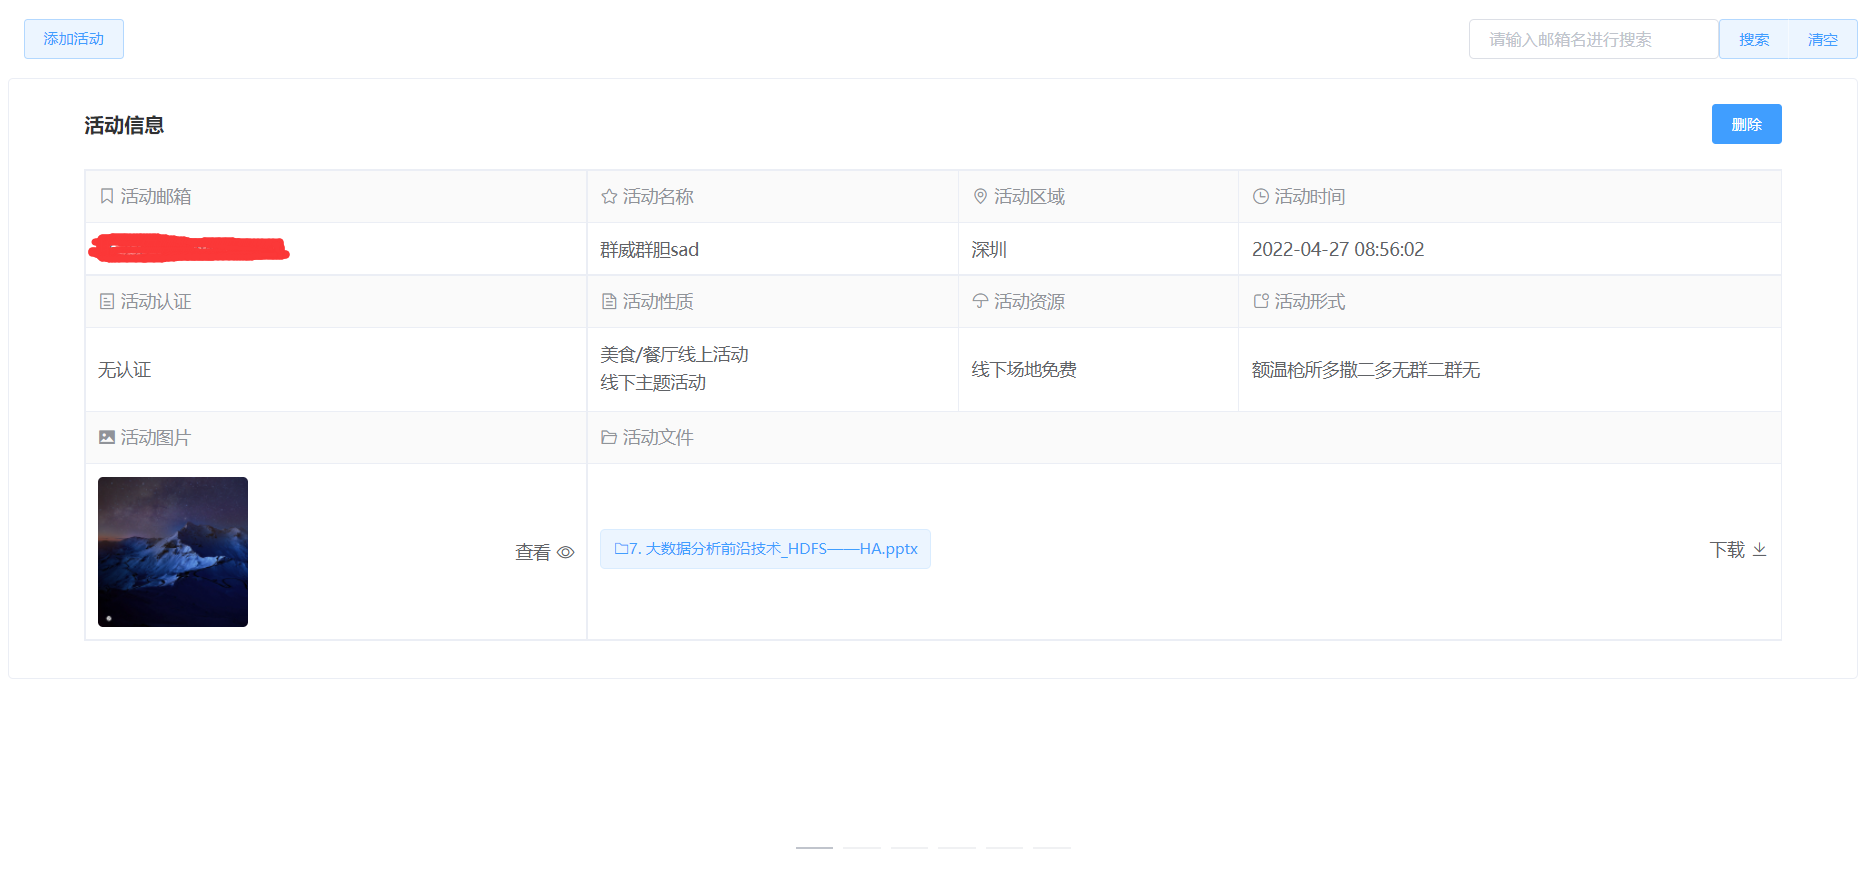 添加活动
请输入邮箱名进行搜索
搜索
清空
活动信息
删除
活动邮箱
活动名称
活动区域
活动时间
群威群胆sad
深圳
2022-04-27 08:56:02
活动认证
活动性质
活动资源
活动形式
无认证
美食/餐厅线上活动
线下主题活动
线下场地免费
额温枪所多撒二多无群二群无
活动图片
活动文件
查看
7. 大数据分析前沿技术_HDFS——HA.pptx
下载